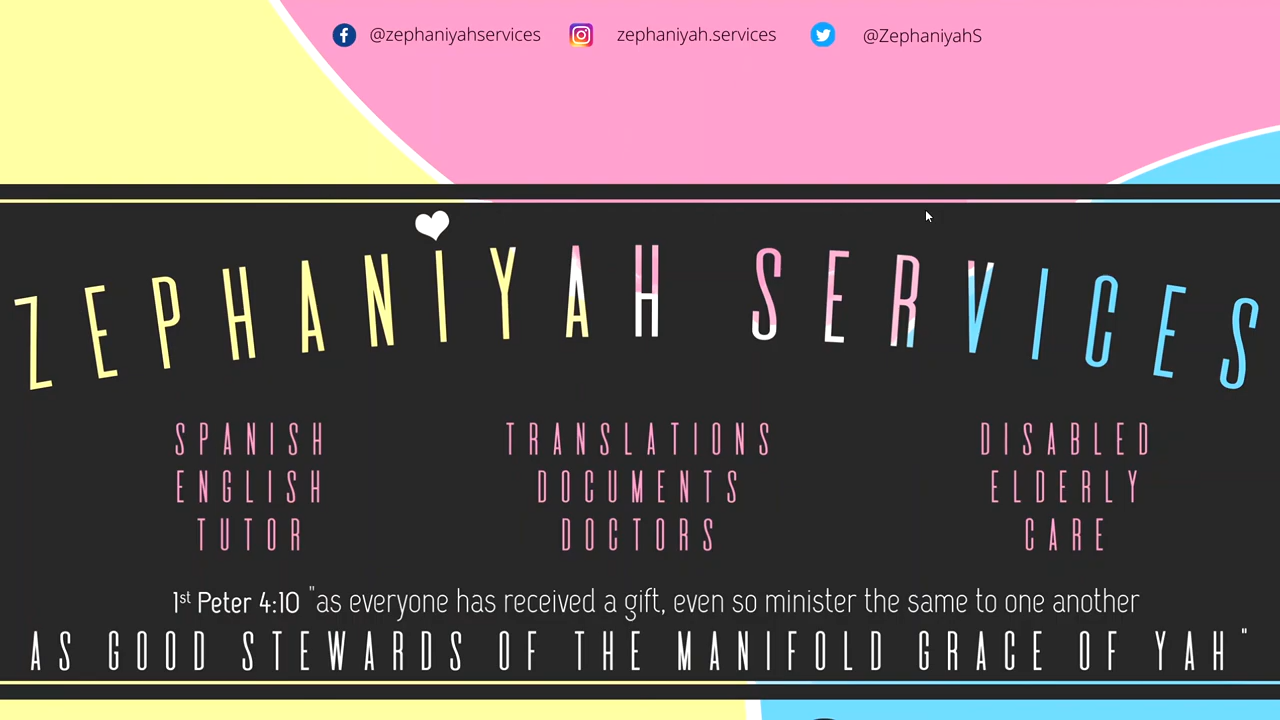 @zephaniyahservices zephaniyah.services @ZephaniyahS
ZEPHANIYAH SERVICES
SPANISH TRANSLATIONS DISABLED
ENGLISH DOCUMENTS ELDERLY
TUTOR DOCTORS CARE
1st Peter 4:10 "as everyone has received a gift, even so minister the same to one another
AS GOOD STEWARDS OF THE MANIFOLD GRACE OF YAH"